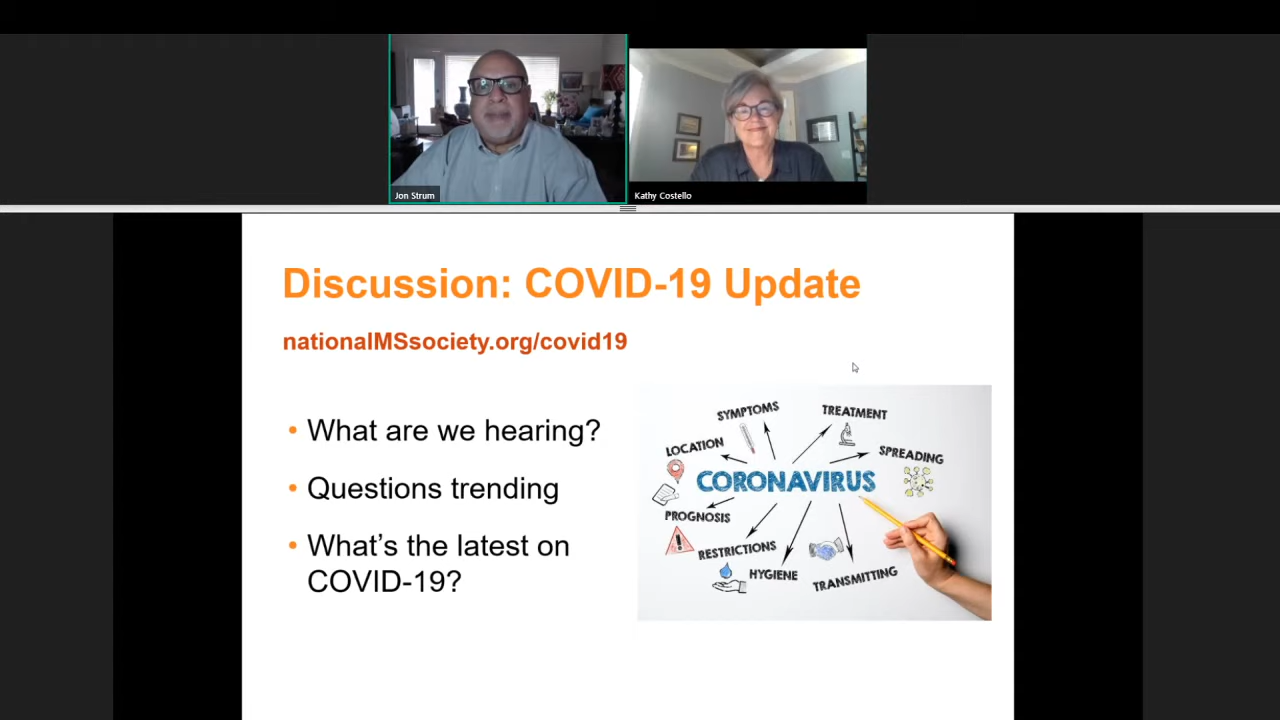 Jon Strum
Kathy Costello
Discussion: COVID-19 Update
nationalMSsociety.org/covid19
• What are we hearing?
• Questions trending
• What's the latest on
COVID-19?
SYMPTOMS
TREATMENT
LOCATION
SPREADING
CORONAVIRUS
PROGNOSIS
RESTRICTIONS
HYGIENE
TRANSMITTING